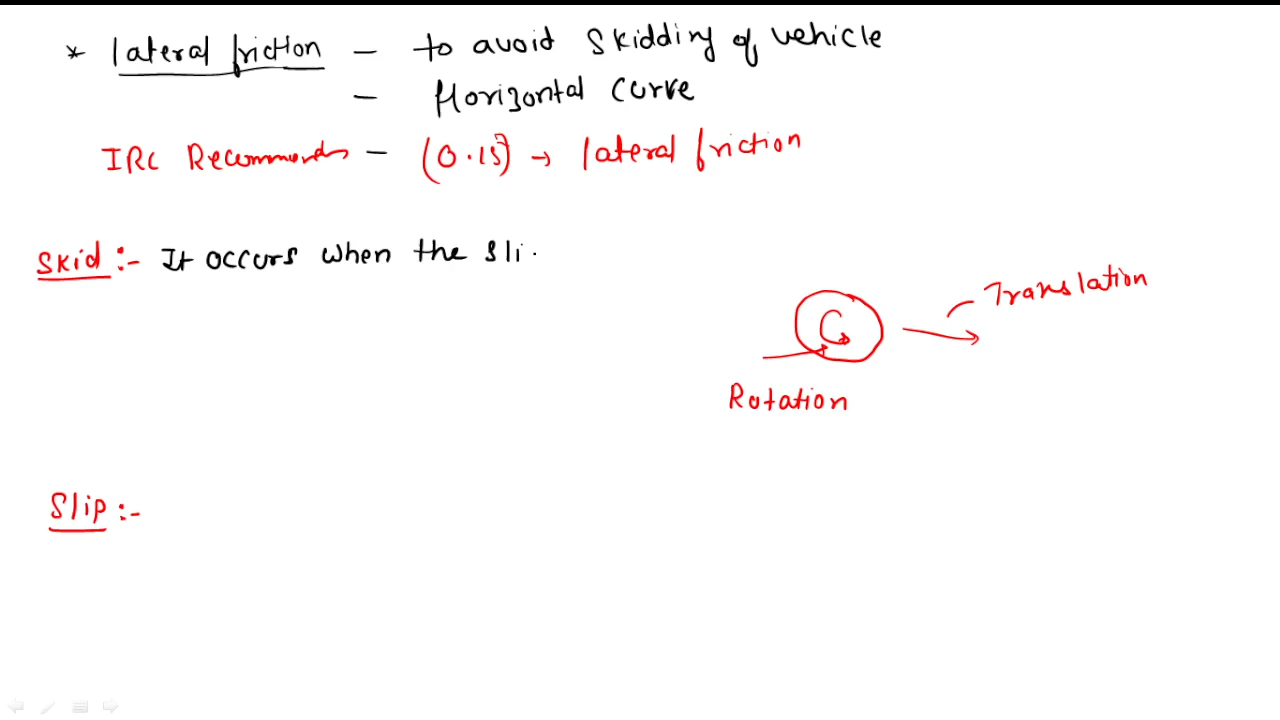 * lateral friction - to avoid skidding of vehicle
- Horizontal curve
IRC Recommends - (0.15) → lateral friction
Skid :- It occurs when the sli
Translation
Rotation
Slip :-